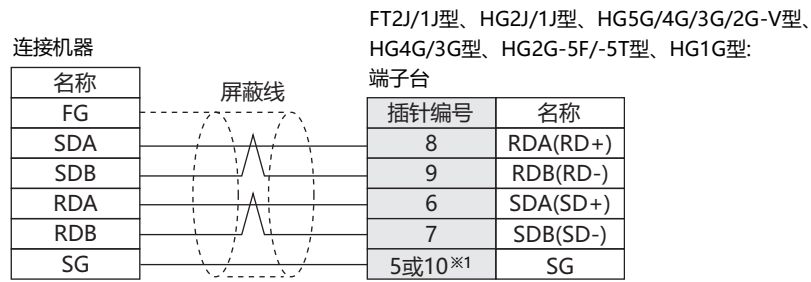 FT2J/1J型、HG2J/1J型、HG5G/4G/3G/2G-V型、
HG4G/3G型、HG2G-5F/-5T型、HG1G型:
连接机器
端子台
名称
屏蔽线
插针编号 名称
FG
SDA 8 RDA(RD+)
SDB 9 RDB(RD-)
RDA 6 SDA(SD+)
RDB 7 SDB(SD-)
SG 5或10※1 SG